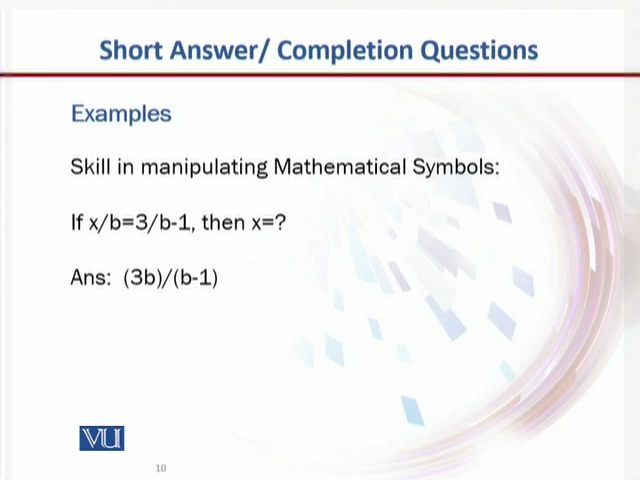 Short Answer/ Completion Questions
Examples
Skill in manipulating Mathematical Symbols:
If x/b=3/b-1, then x=?
Ans:  (3b)/(b-1)
VU
10